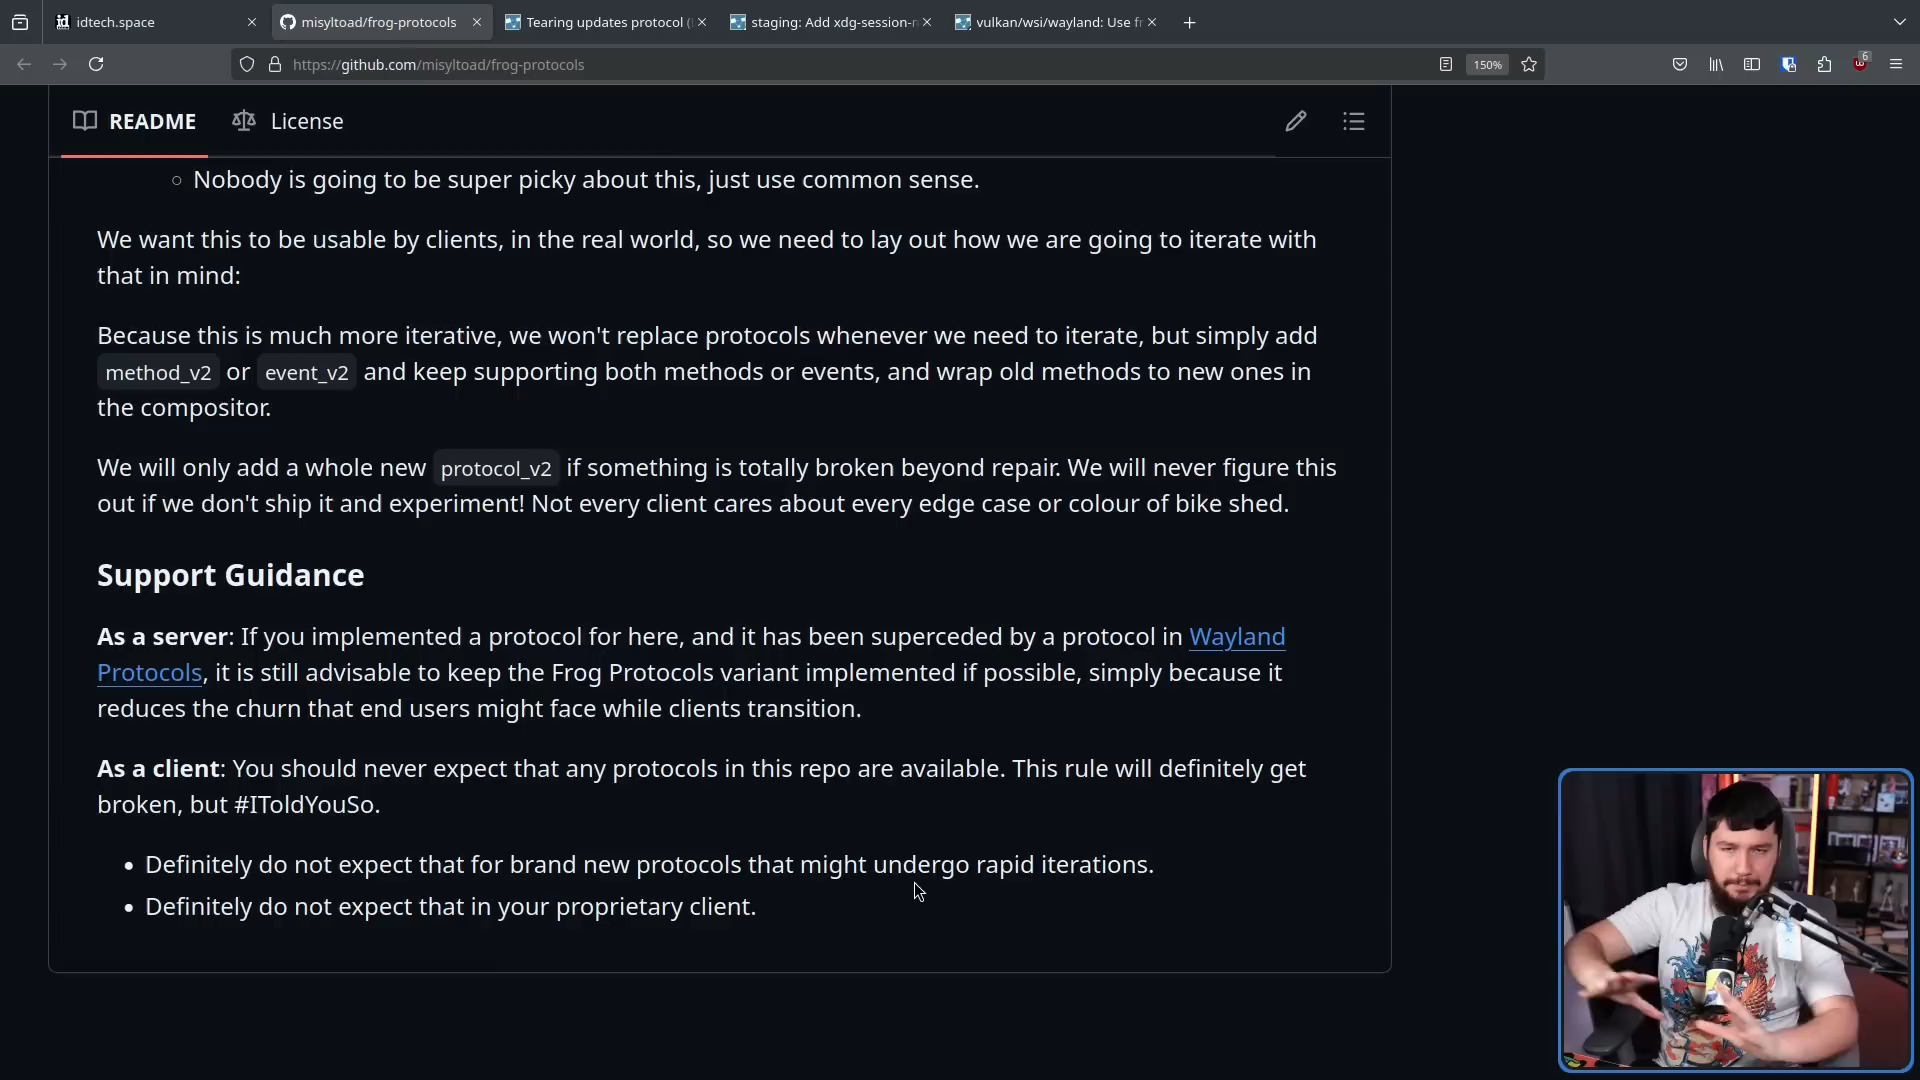 idtech.space
misyltoad/frog-protocols
Tearing updates protocol (
staging: Add xdg-session-
vulkan/wsi/wayland: Use f
https://github.com/misyltoad/frog-protocols
150%
6
README
License
Nobody is going to be super picky about this, just use common sense.
We want this to be usable by clients, in the real world, so we need to lay out how we are going to iterate with
that in mind:
Because this is much more iterative, we won't replace protocols whenever we need to iterate, but simply add
method_v2 or event_v2 and keep supporting both methods or events, and wrap old methods to new ones in
the compositor.
We will only add a whole new protocol_v2 if something is totally broken beyond repair. We will never figure this
out if we don't ship it and experiment! Not every client cares about every edge case or colour of bike shed.
Support Guidance
As a server: If you implemented a protocol for here, and it has been superceded by a protocol in Wayland
Protocols, it is still advisable to keep the Frog Protocols variant implemented if possible, simply because it
reduces the churn that end users might face while clients transition.
As a client: You should never expect that any protocols in this repo are available. This rule will definitely get
broken, but #IToldYouSo.
Definitely do not expect that for brand new protocols that might undergo rapid iterations.
Definitely do not expect that in your proprietary client.